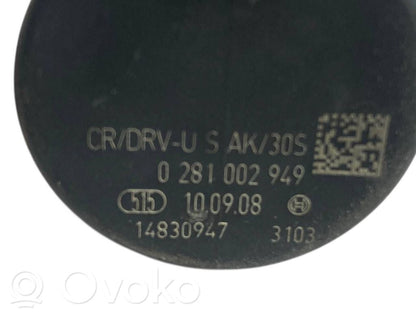 CR/DRV-U S AK/30S
0 281 002 949
515 10.09.08
14830947 3103
© Ovoko